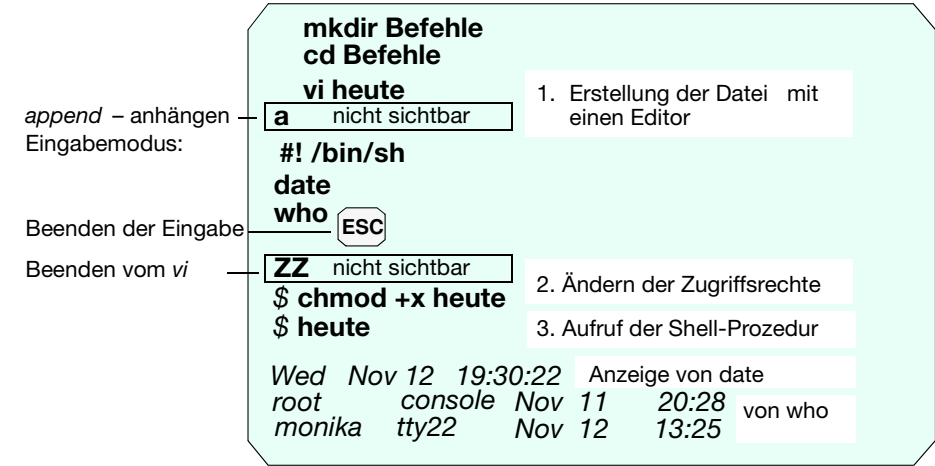 mkdir Befehle
cd Befehle
vi heute
1. Erstellung der Datei mit
einen Editor
append – anhängen
a nicht sichtbar
Eingabemodus:
#! /bin/sh
date
who
Beenden der Eingabe
ESC
Beenden vom vi
ZZ nicht sichtbar
2. Ändern der Zugriffsrechte
$ chmod +x heute
$ heute
3. Aufruf der Shell-Prozedur
Wed Nov 12 19:30:22 Anzeige von date
root console Nov 11 20:28
von who
monika tty22 Nov 12 13:25